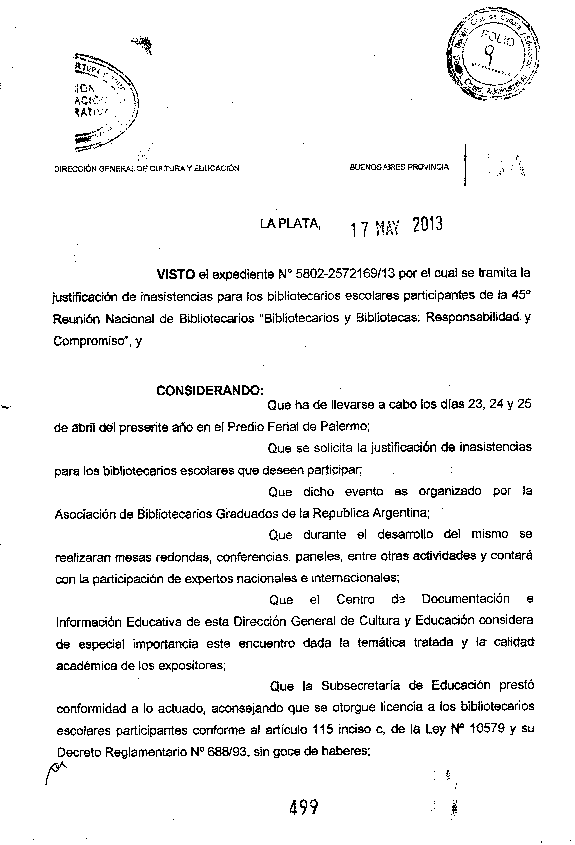 FOLIO
9
DIRECCIÓN GENERAL DE CULTURA Y EDUCACIÓN
BUENOS AIRES PROVINCIA
BA
LA PLATA, 17 MAY 2013
VISTO el expediente N° 5802-2572169/13 por el cual se tramita la
justificación de inasistencias para los bibliotecarios escolares participantes de la 45°
Reunión Nacional de Bibliotecarios "Bibliotecarios y Bibliotecas: Responsabilidad y
Compromiso", y
CONSIDERANDO:
Que ha de llevarse a cabo los días 23, 24 y 25
de abril del presente año en el Predio Ferial de Palermo;
Que se solicita la justificación de inasistencias
para los bibliotecarios escolares que deseen participar;
Que dicho evento es organizado por la
Asociación de Bibliotecarios Graduados de la Republica Argentina;
Que durante el desarrollo del mismo se
realizaran mesas redondas, conferencias, paneles, entre otras actividades y contará
con la participación de expertos nacionales e internacionales;
Que el Centro de Documentación e
Información Educativa de esta Dirección General de Cultura y Educación considera
de especial importancia este encuentro dada la temática tratada y la calidad
académica de los expositores;
Que la Subsecretaría de Educación prestó
conformidad a lo actuado, aconsejando que se otorgue licencia a los bibliotecarios
escolares participantes conforme al artículo 115 inciso c, de la Ley Nº 10579 y su
Decreto Reglamentario N° 688/93, sin goce de haberes;
499